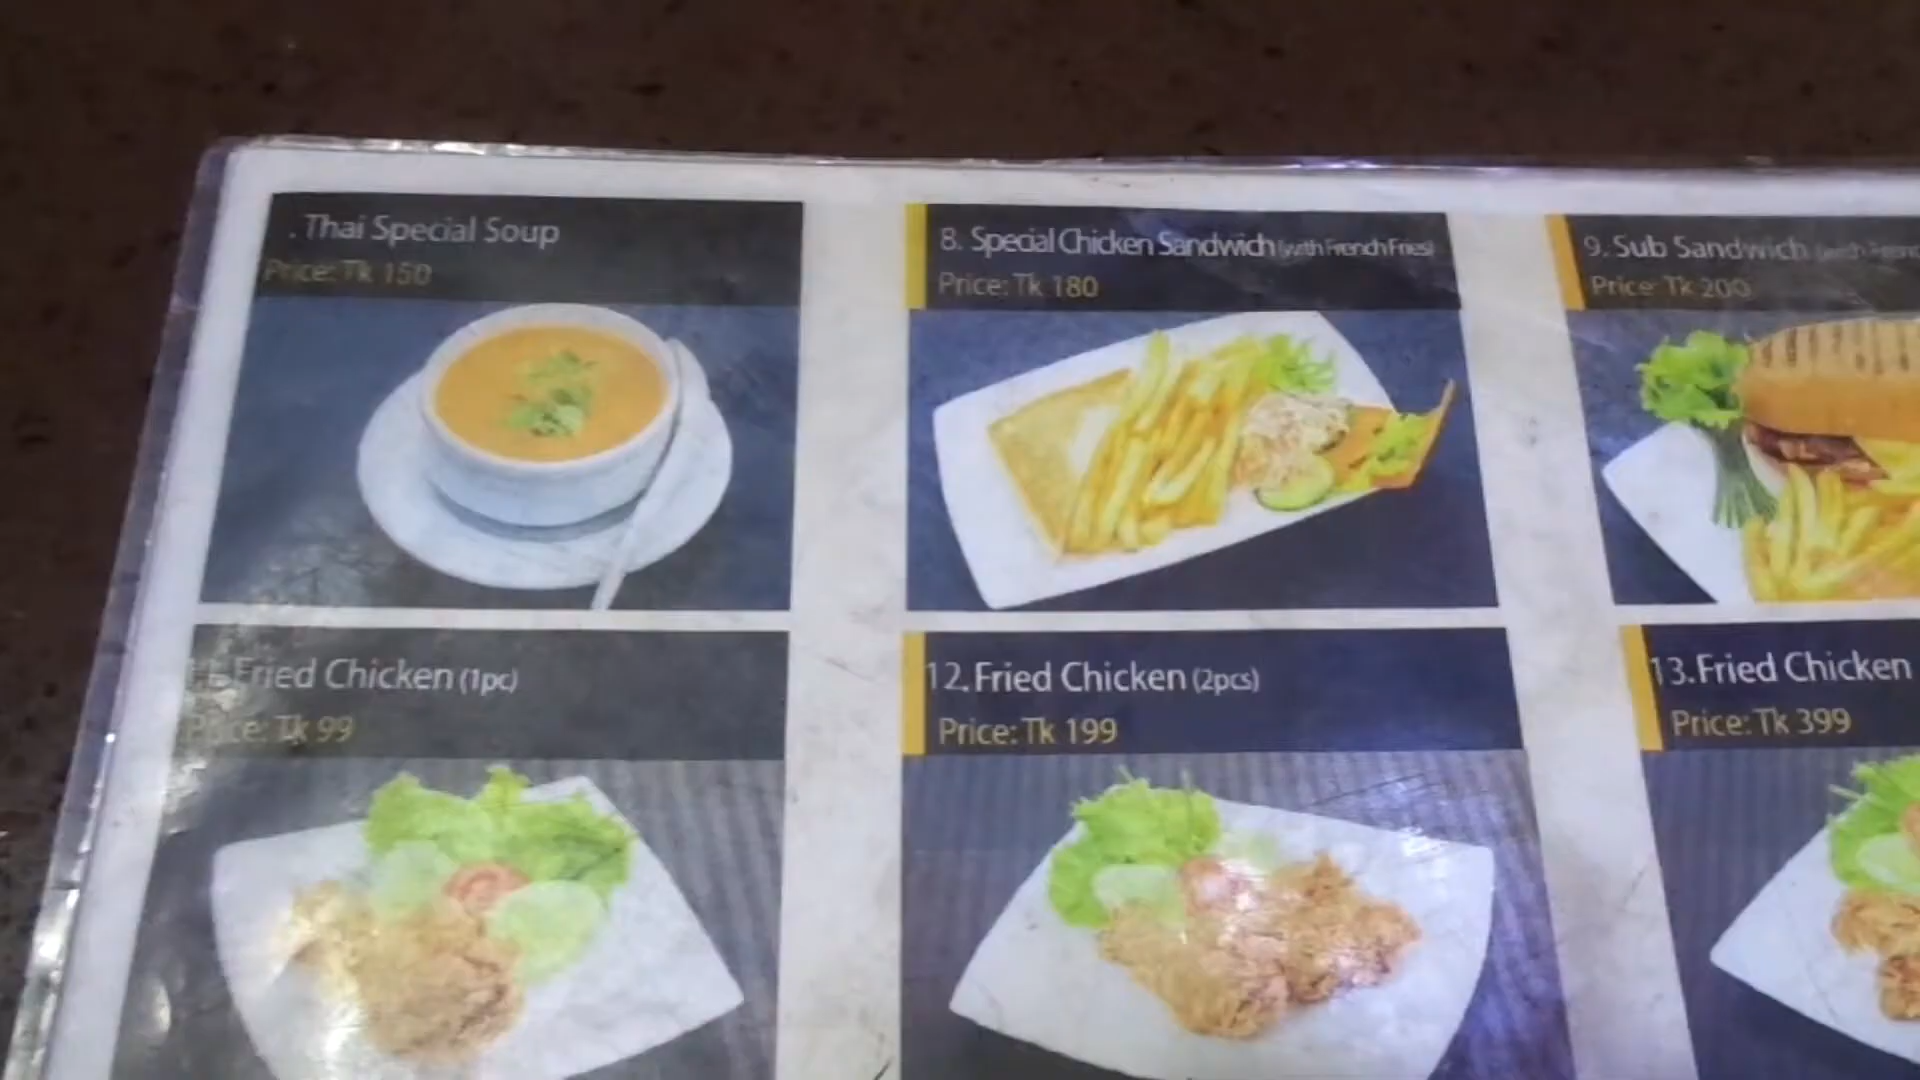 . Thai Special Soup
Price: Tk 150
8. Special Chicken Sandwich (with French Fries)
Price: Tk 180
9. Sub Sandwich (with
Price Tk 200
Fried Chicken (1pc)
Price: Tk 99
12. Fried Chicken (2pcs)
Price: Tk 199
13. Fried Chicken
Price: Tk 399